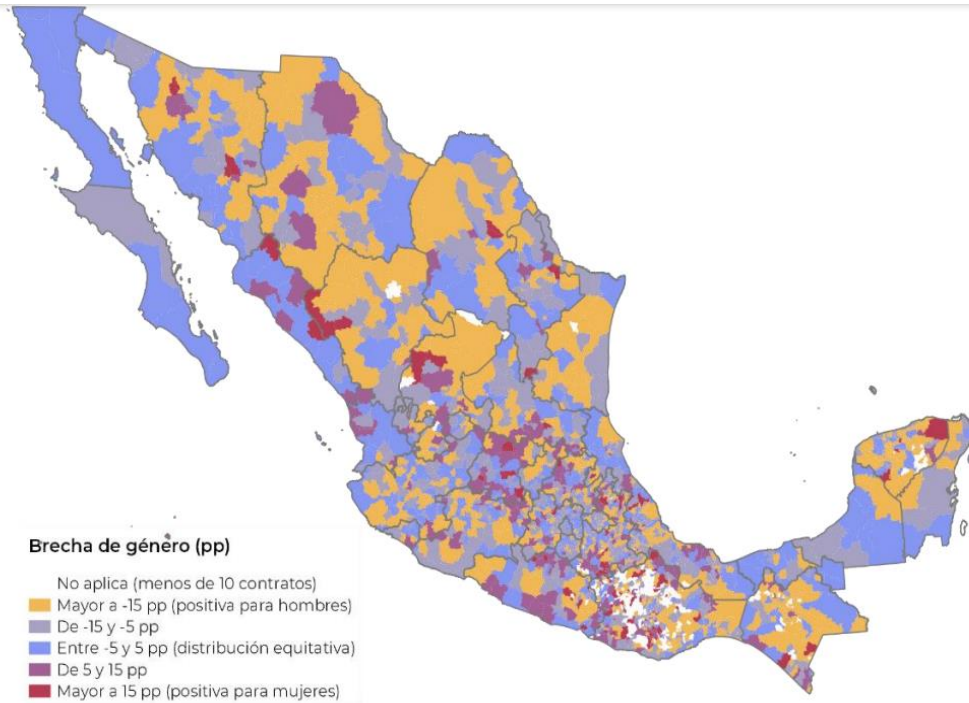 Brecha de género (pp)
No aplica (menos de 10 contratos)
Mayor a -15 pp (positiva para hombres)
De -15 y -5 pp
Entre -5 y 5 pp (distribución equitativa)
De 5 y 15 pp
Mayor a 15 pp (positiva para mujeres)